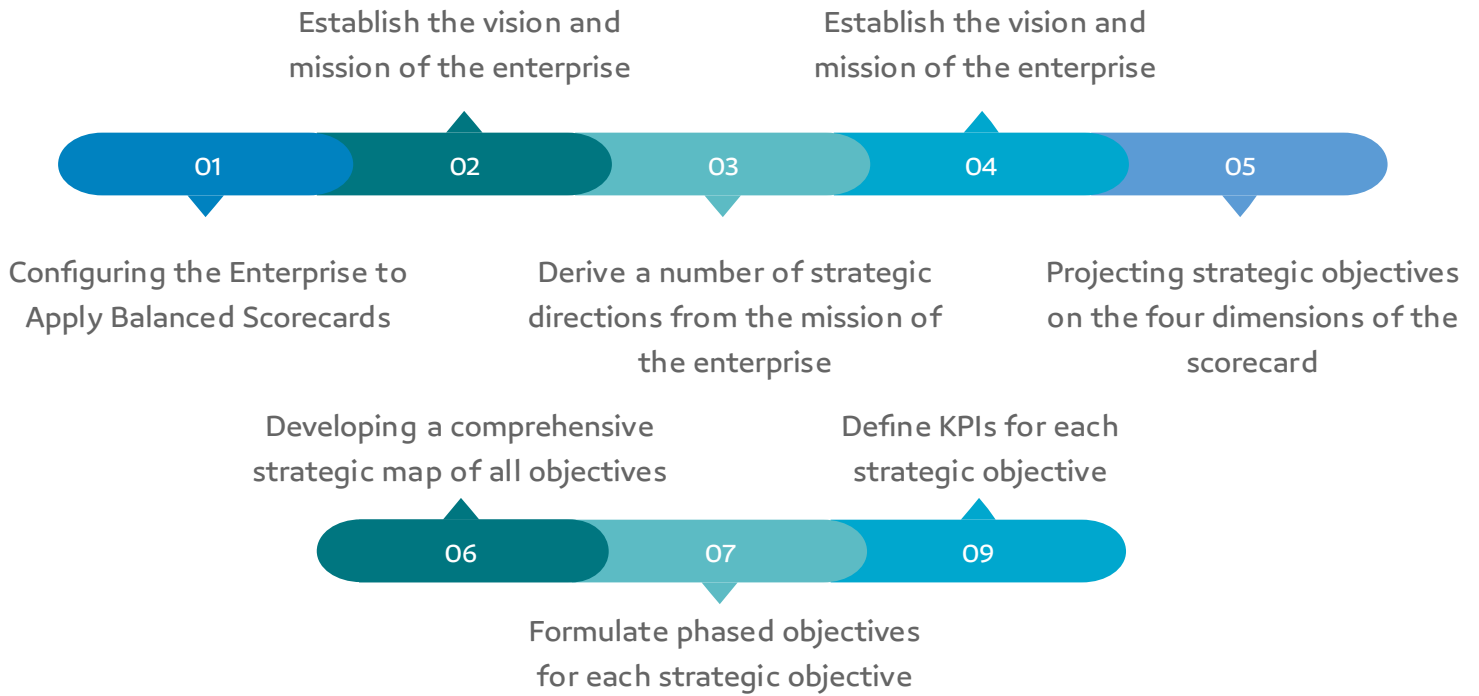 Establish the vision and
mission of the enterprise
Establish the vision and
mission of the enterprise
01
02
03
04
05
Configuring the Enterprise to
Apply Balanced Scorecards
Derive a number of strategic
directions from the mission of
the enterprise
Projecting strategic objectives
on the four dimensions of the
scorecard
Developing a comprehensive
strategic map of all objectives
Define KPIs for each
strategic objective
06
07
09
Formulate phased objectives
for each strategic objective